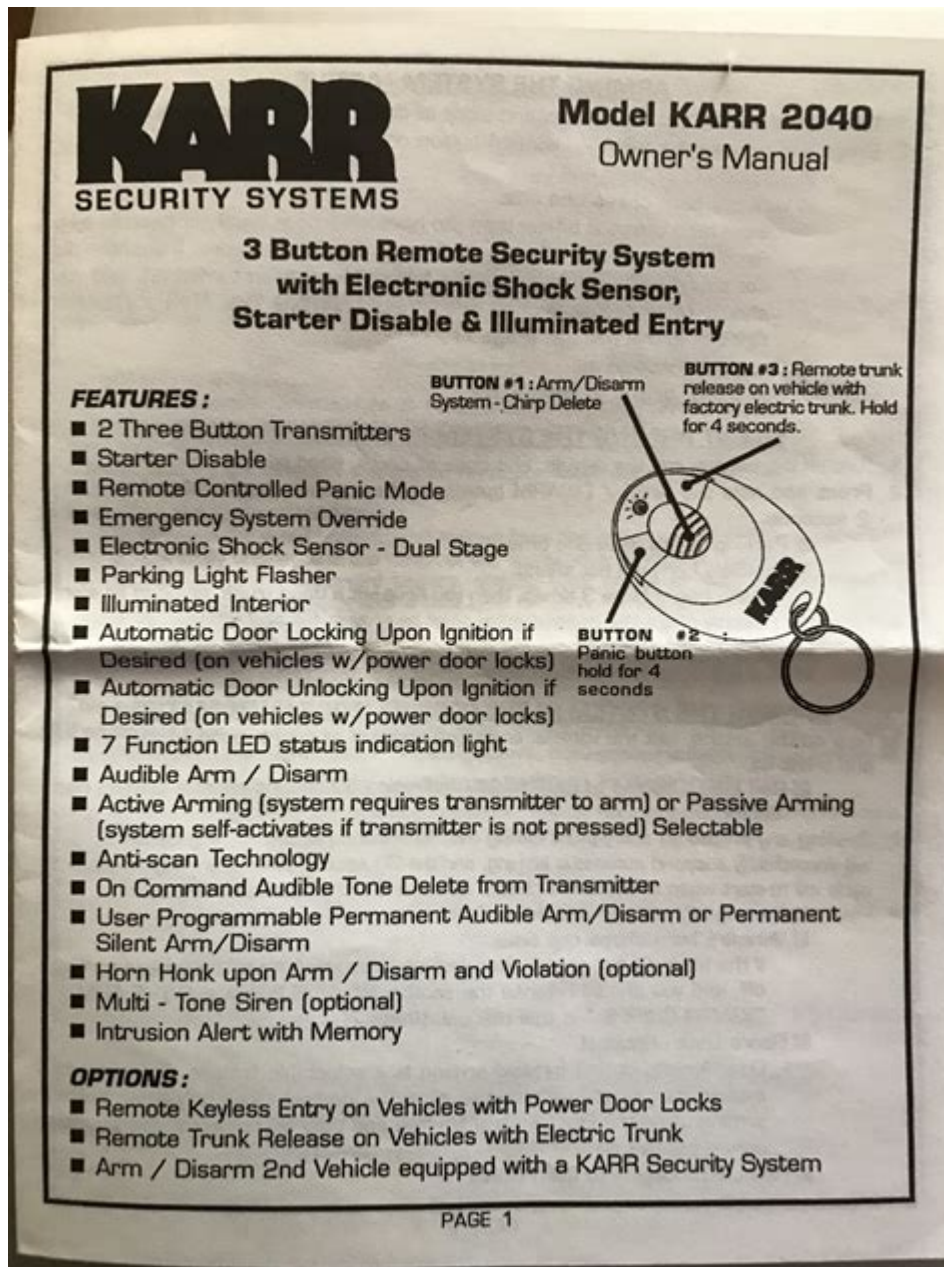 KARR
SECURITY SYSTEMS
Model KARR 2040
Owner's Manual
3 Button Remote Security System
with Electronic Shock Sensor,
Starter Disable & Illuminated Entry
FEATURES :
■ 2 Three Button Transmitters
■ Starter Disable
■ Remote Controlled Panic Mode
■ Emergency System Override
■ Electronic Shock Sensor - Dual Stage
■ Parking Light Flasher
■ Illuminated Interior
■ Automatic Door Locking Upon Ignition if
Desired (on vehicles w/power door locks)
■ Automatic Door Unlocking Upon Ignition if
Desired (on vehicles w/power door locks)
■ 7 Function LED status indication light
■ Audible Arm / Disarm
■ Active Arming (system requires transmitter to arm) or Passive Arming
(system self-activates if transmitter is not pressed) Selectable
■ Anti-scan Technology
■ On Command Audible Tone Delete from Transmitter
■ User Programmable Permanent Audible Arm/Disarm or Permanent
Silent Arm/Disarm
■ Horn Honk upon Arm / Disarm and Violation (optional)
■ Multi - Tone Siren (optional)
■ Intrusion Alert with Memory
BUTTON #1 : Arm/Disarm
System - Chirp Delete
BUTTON #3 : Remote trunk
release on vehicle with
factory electric trunk. Hold
for 4 seconds.
KARR
BUTTON #2 :
Panic button
hold for 4
seconds
OPTIONS :
■ Remote Keyless Entry on Vehicles with Power Door Locks
■ Remote Trunk Release on Vehicles with Electric Trunk
■ Arm / Disarm 2nd Vehicle equipped with a KARR Security System
PAGE 1